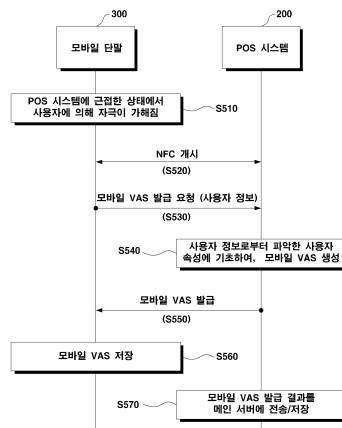 300
200
모바일 단말
POS 시스템
POS 시스템에 근접한 상태에서
사용자에 의해 자극이 가해짐
S510
NFC 개시
(S520)
모바일 VAS 발급 요청 (사용자 정보)
(S530)
S540
사용자 정보로부터 파악한 사용자
속성에 기초하여, 모바일 VAS 생성
모바일 VAS 발급
(S550)
모바일 VAS 저장
S560
S570
모바일 VAS 발급 결과를
메인 서버에 전송/저장